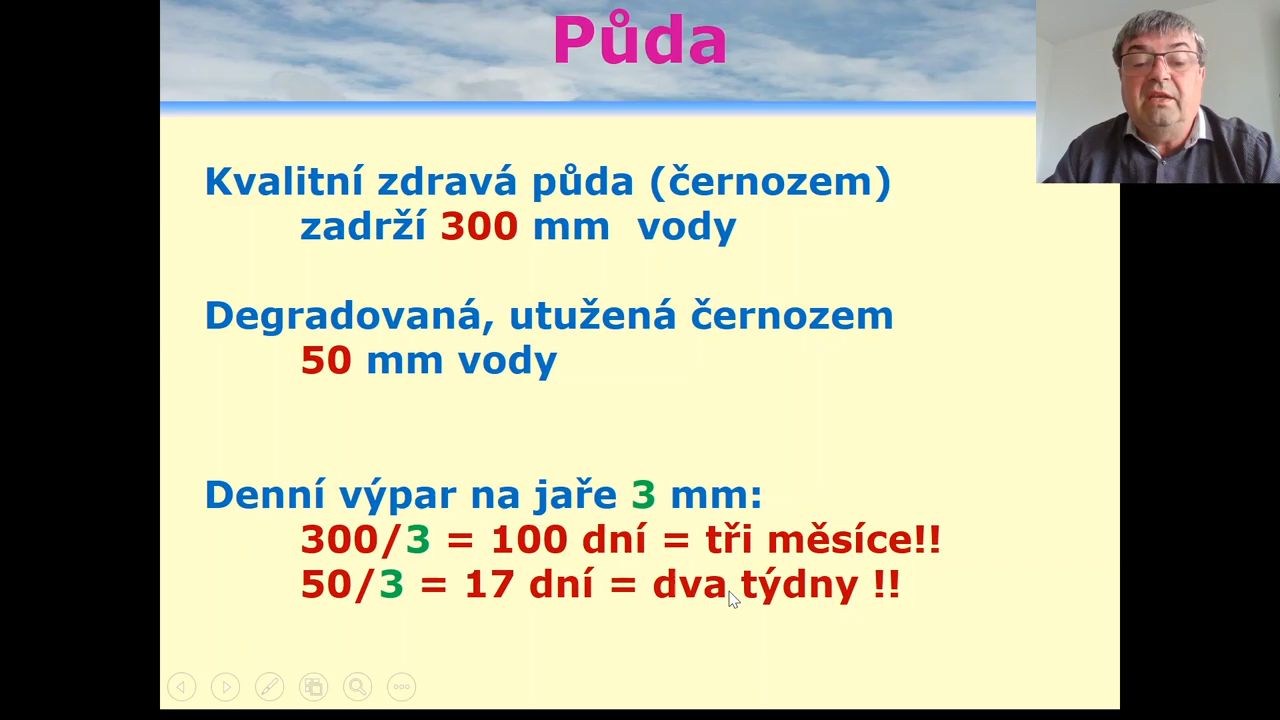 Půda
Kvalitní zdravá půda (černozem)
zadrží 300 mm vody
Degradovaná, utužená černozem
50 mm vody
Denní výpar na jaře 3 mm:
300/3 = 100 dní = tři měsíce!!
50/3 = 17 dní = dva týdny !!